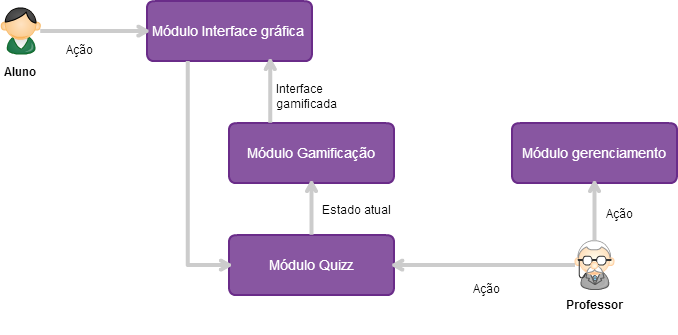 Módulo Interface gráfica
Ação
Aluno
Interface
gamificada
Módulo Gamificação
Módulo gerenciamento
Estado atual
Ação
Módulo Quizz
Ação
Professor